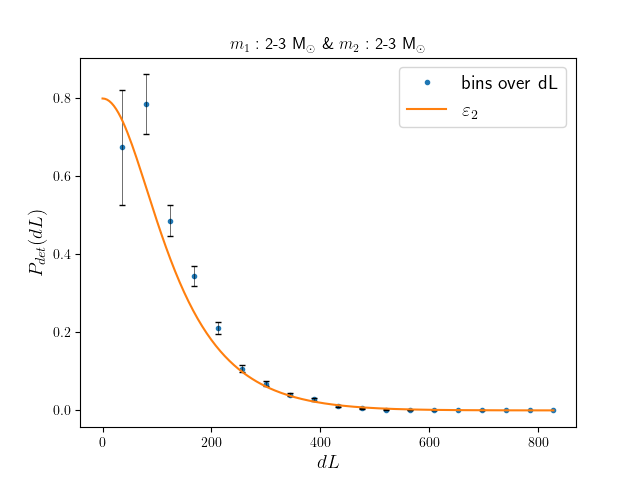 m₁ : 2-3 M⊙ & m₂ : 2-3 M⊙
bins over dL
ε₂
P_det(dL)
0.8
0.6
0.4
0.2
0.0
0 200 400 600 800
dL